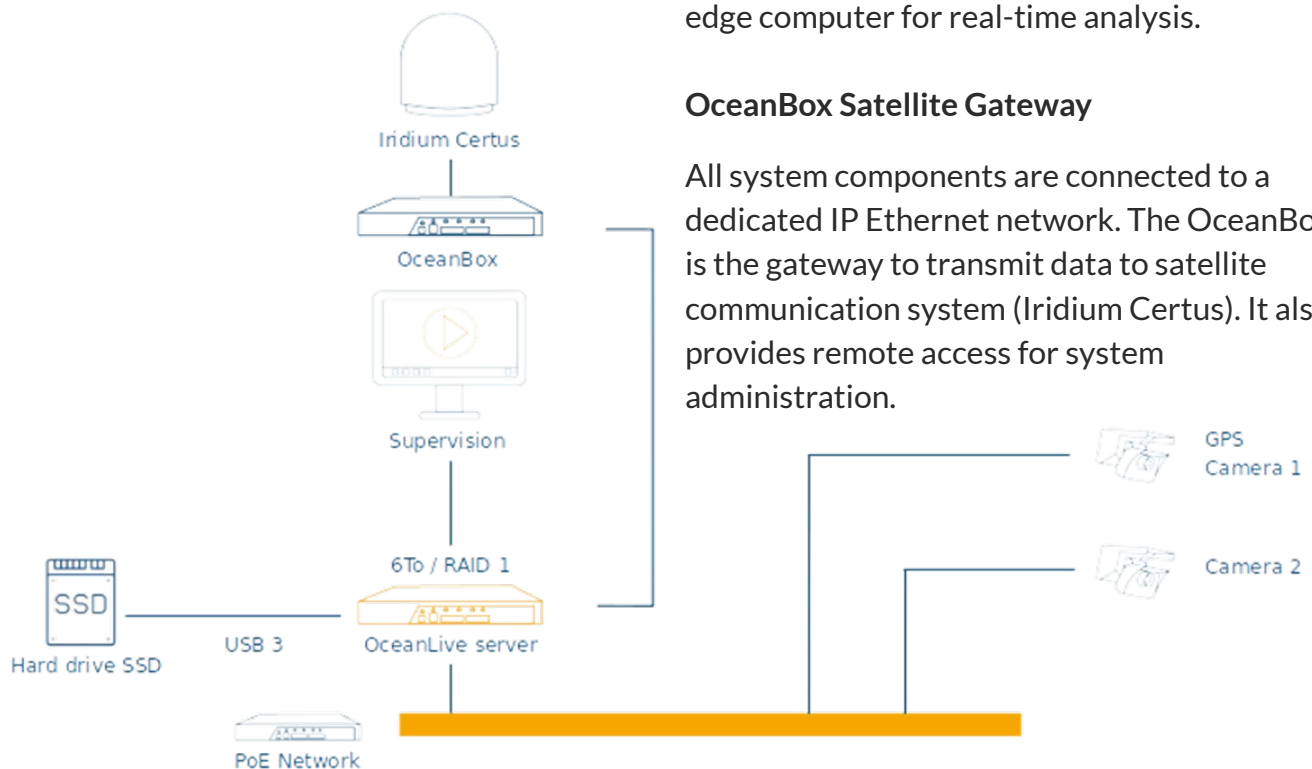 edge computer for real-time analysis.
OceanBox Satellite Gateway
All system components are connected to a
dedicated IP Ethernet network. The OceanBo
is the gateway to transmit data to satellite
communication system (Iridium Certus). It als
provides remote access for system
administration.
Iridium Certus
OceanBox
Supervision
6To / RAID 1
SSD
USB 3
OceanLive server
Hard drive SSD
PoE Network
GPS
Camera 1
Camera 2